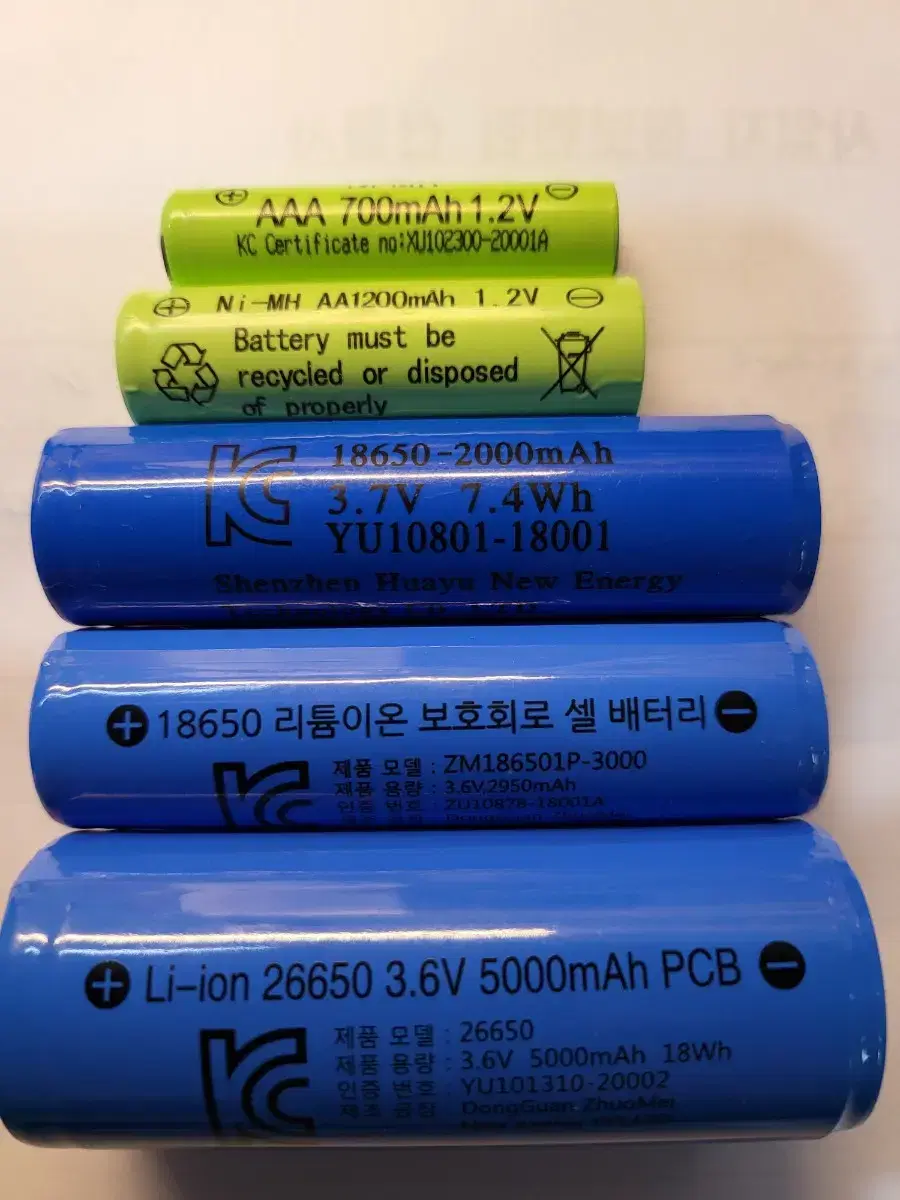 AAA 700mAh 1.2V
KC Certificate no:XU102300-20001A
Ni-MH AA1200mAh 1.2V
Battery must be
recycled or disposed
of properly
18650-2000mAh
3.7V 7.4Wh
YU10801-18001
Shenzhen Huayu New Energy
18650 리튬이온 보호회로 셀 배터리
제품 모델 : ZM186501P-3000
제품 용량 : 3.6V,2950mAh
인증 번호 : ZU10878-18001A
Li-ion 26650 3.6V 5000mAh PCB
제품 모델 : 26650
제품 용량 : 3.6V 5000mAh 18Wh
인증 번호 : YU101310-20002
제조 공장 : DongGuan ZhuoMei